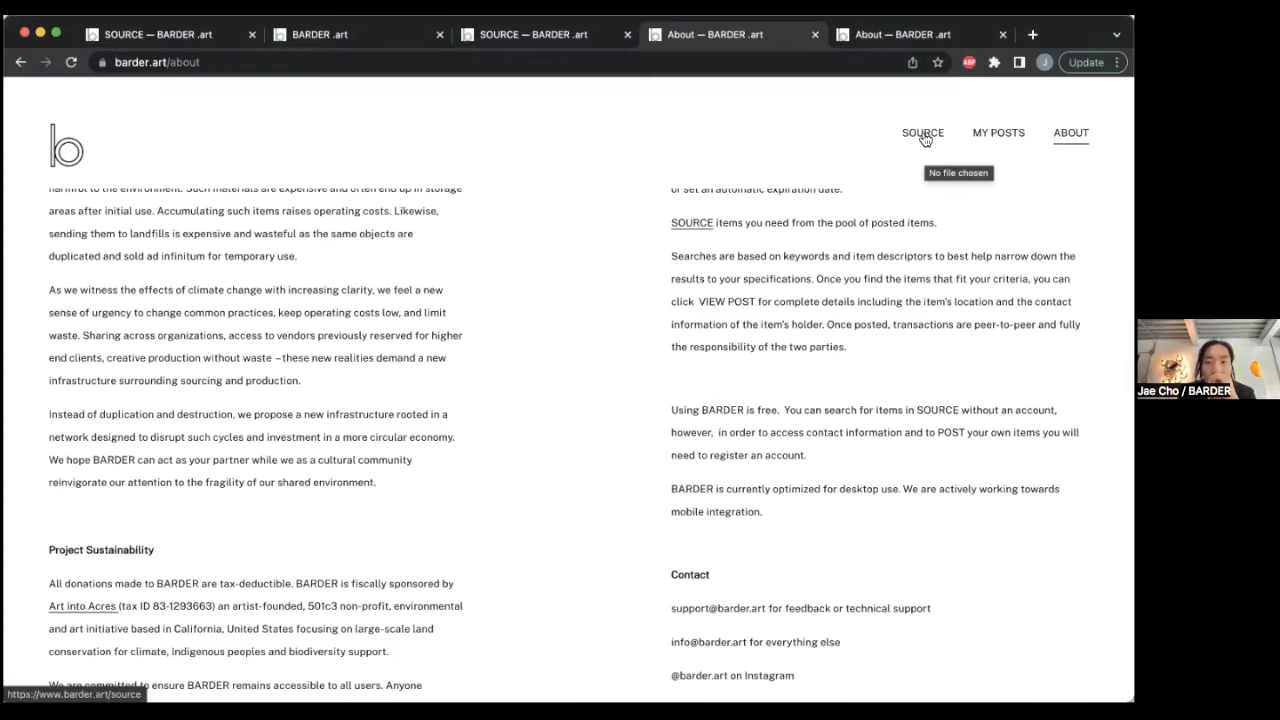 SOURCE — BARDER .art
BARDER .art
SOURCE — BARDER .art
About — BARDER .art
About — BARDER .art
barder.art/about
ABP
J
Update
b
SOURCE
MY POSTS
ABOUT
No file chosen
harmful to the environment. Such materials are expensive and often end up in storage
areas after initial use. Accumulating such items raises operating costs. Likewise,
sending them to landfills is expensive and wasteful as the same objects are
duplicated and sold ad infinitum for temporary use.
As we witness the effects of climate change with increasing clarity, we feel a new
sense of urgency to change common practices, keep operating costs low, and limit
waste. Sharing across organizations, access to vendors previously reserved for higher
end clients, creative production without waste –these new realities demand a new
infrastructure surrounding sourcing and production.
Instead of duplication and destruction, we propose a new infrastructure rooted in a
network designed to disrupt such cycles and investment in a more circular economy.
We hope BARDER can act as your partner while we as a cultural community
reinvigorate our attention to the fragility of our shared environment.
Project Sustainability
All donations made to BARDER are tax-deductible. BARDER is fiscally sponsored by
Art into Acres (tax ID 83-1293663) an artist-founded, 501c3 non-profit, environmental
and art initiative based in California, United States focusing on large-scale land
conservation for climate, Indigenous peoples and biodiversity support.
We are committed to ensure BARDER remains accessible to all users. Anyone
or set an automatic expiration date.
SOURCE items you need from the pool of posted items.
Searches are based on keywords and item descriptors to best help narrow down the
results to your specifications. Once you find the items that fit your criteria, you can
click VIEW POST for complete details including the item's location and the contact
information of the item's holder. Once posted, transactions are peer-to-peer and fully
the responsibility of the two parties.
Using BARDER is free. You can search for items in SOURCE without an account,
however, in order to access contact information and to POST your own items you will
need to register an account.
BARDER is currently optimized for desktop use. We are actively working towards
mobile integration.
Contact
support@barder.art for feedback or technical support
info@barder.art for everything else
@barder.art on Instagram
https://www.barder.art/source
Jae Cho / BARDER